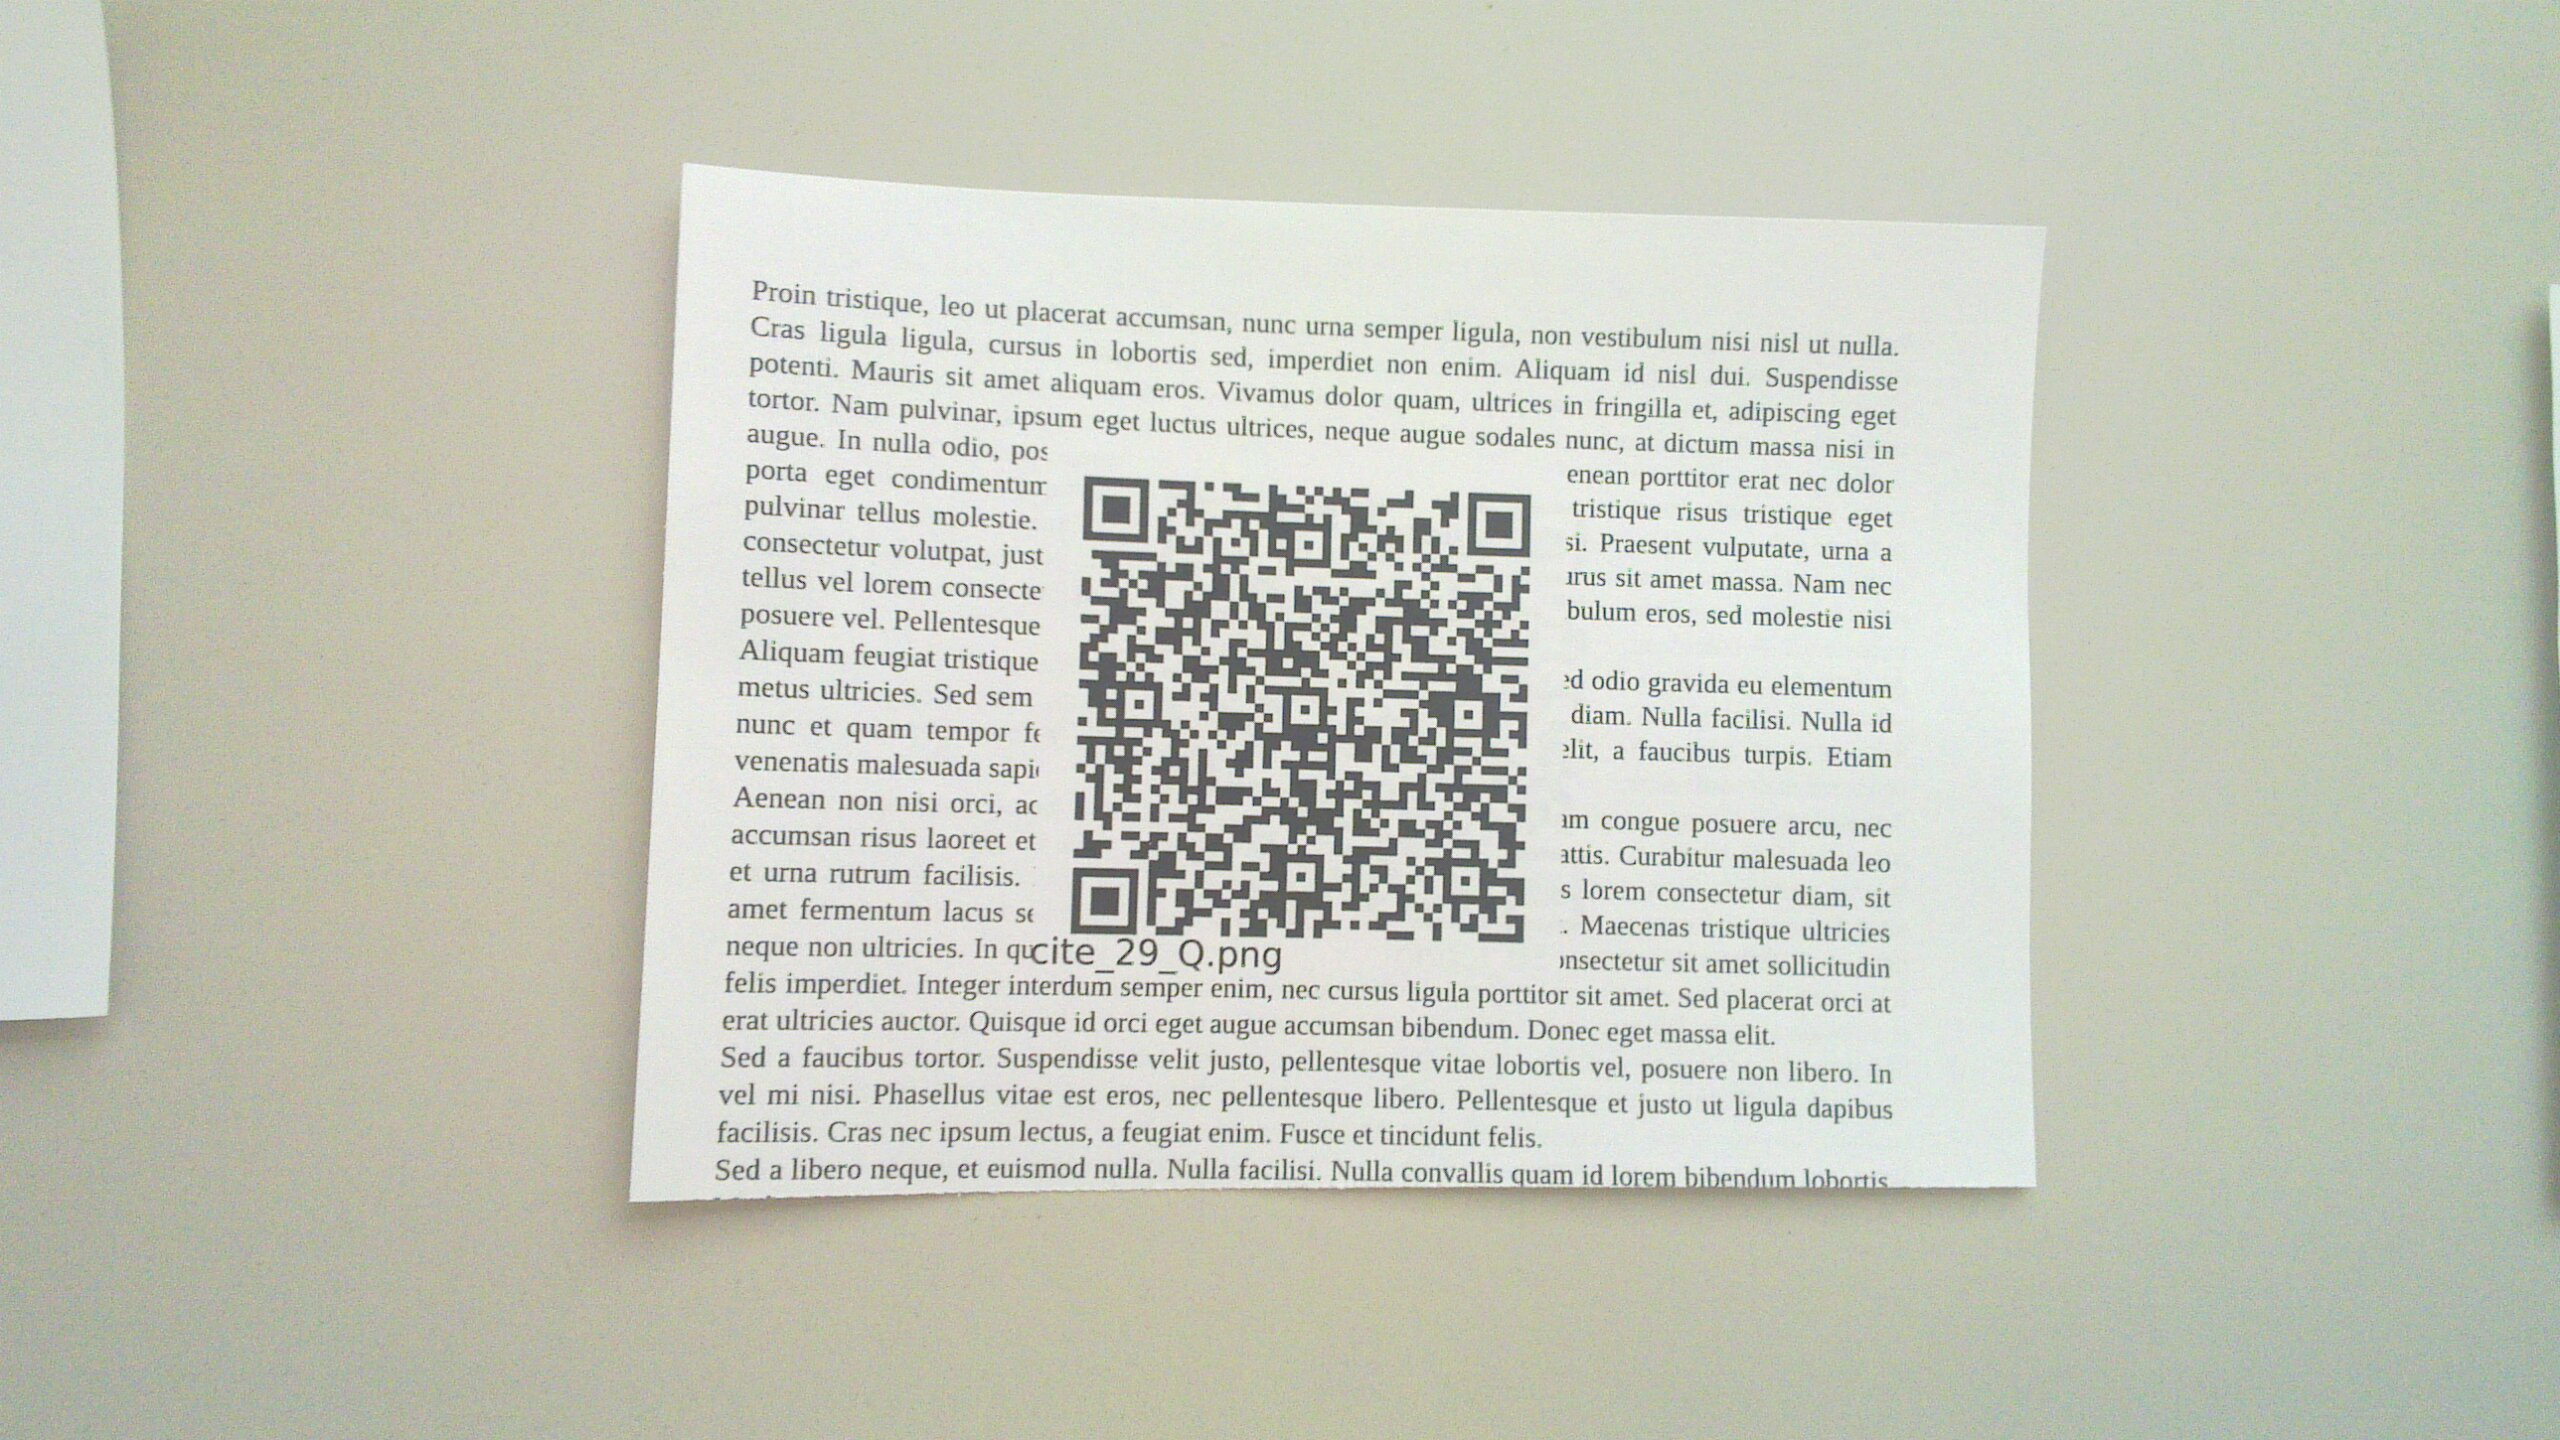 Proin tristique, leo ut placerat accumsan, nunc urna semper ligula, non vestibulum nisi nisl ut nulla.
Cras ligula ligula, cursus in lobortis sed, imperdiet non enim. Aliquam id nisl dui. Suspendisse
potenti. Mauris sit amet aliquam eros. Vivamus dolor quam, ultrices in fringilla et, adipiscing eget
tortor. Nam pulvinar, ipsum eget luctus ultrices, neque augue sodales nunc, at dictum massa nisi in
augue. In nulla odio, pos
porta eget condimentum enean porttitor erat nec dolor
pulvinar tellus molestie. tristique risus tristique eget
consectetur volutpat, just si. Praesent vulputate, urna a
tellus vel lorem consecte urus sit amet massa. Nam nec
posuere vel. Pellentesque bulum eros, sed molestie nisi
Aliquam feugiat tristique
metus ultricies. Sed sem ed odio gravida eu elementum
nunc et quam tempor fe diam. Nulla facilisi. Nulla id
venenatis malesuada sapi elit, a faucibus turpis. Etiam
Aenean non nisi orci, ac
accumsan risus laoreet et am congue posuere arcu, nec
et urna rutrum facilisis. attis. Curabitur malesuada leo
amet fermentum lacus se s lorem consectetur diam, sit
neque non ultricies. In qu . Maecenas tristique ultricies
cite_29_Q.png onsectetur sit amet sollicitudin
felis imperdiet. Integer interdum semper enim, nec cursus ligula porttitor sit amet. Sed placerat orci at
erat ultricies auctor. Quisque id orci eget augue accumsan bibendum. Donec eget massa elit.
Sed a faucibus tortor. Suspendisse velit justo, pellentesque vitae lobortis vel, posuere non libero. In
vel mi nisi. Phasellus vitae est eros, nec pellentesque libero. Pellentesque et justo ut ligula dapibus
facilisis. Cras nec ipsum lectus, a feugiat enim. Fusce et tincidunt felis.
Sed a libero neque, et euismod nulla. Nulla facilisi. Nulla convallis quam id lorem bibendum lobortis